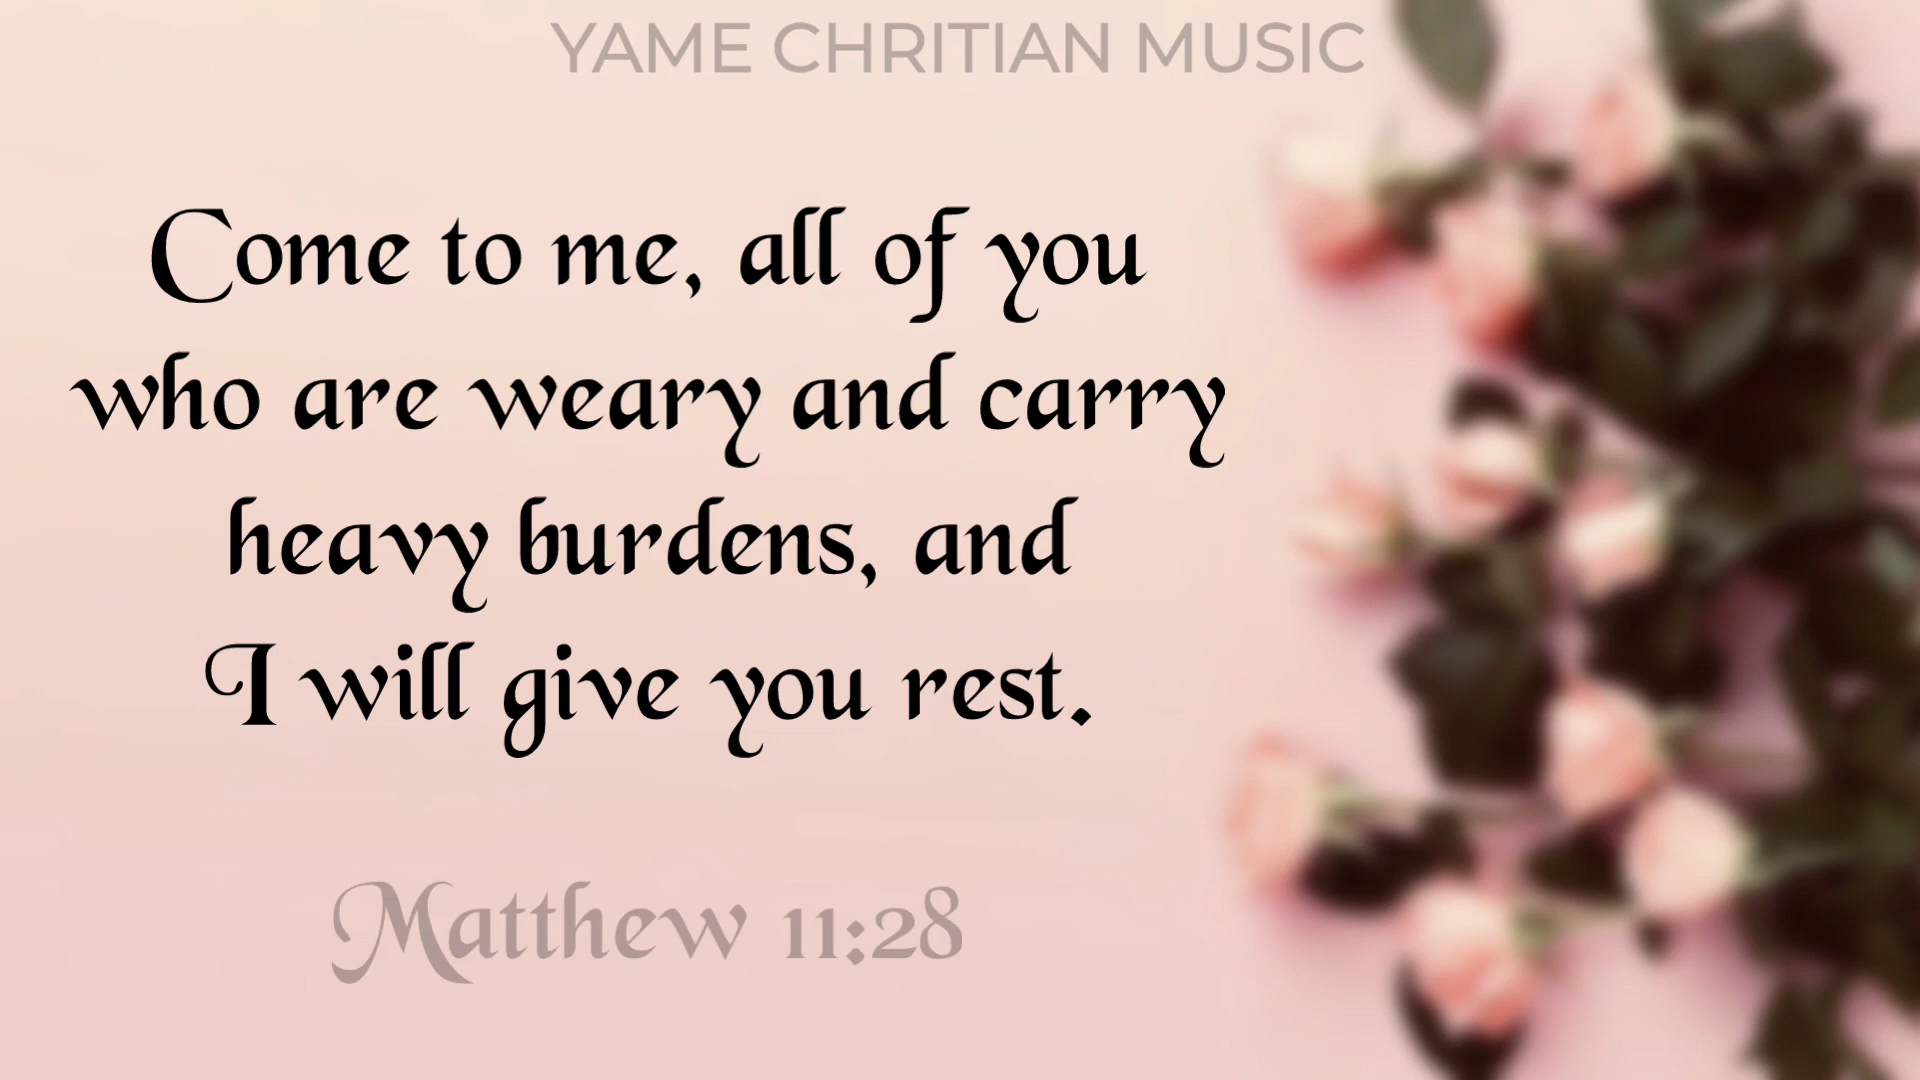 YAME CHRITIAN MUSIC
Come to me, all of you
who are weary and carry
heavy burdens, and
I will give you rest.
Matthew 11:28